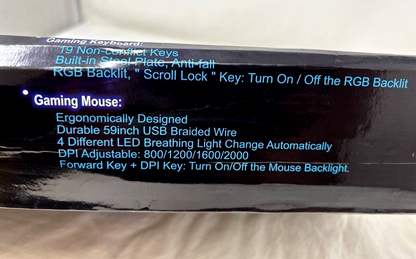 Gaming Keyboard:
19 Non-conflict Keys
Built-in Steel Plate, Anti-fall
RGB Backlit, " Scroll Lock " Key: Turn On / Off the RGB Backlit
Gaming Mouse:
Ergonomically Designed
Durable 59inch USB Braided Wire
4 Different LED Breathing Light Change Automatically
DPI Adjustable: 800/1200/1600/2000
Forward Key + DPI Key: Turn On/Off the Mouse Backlight.